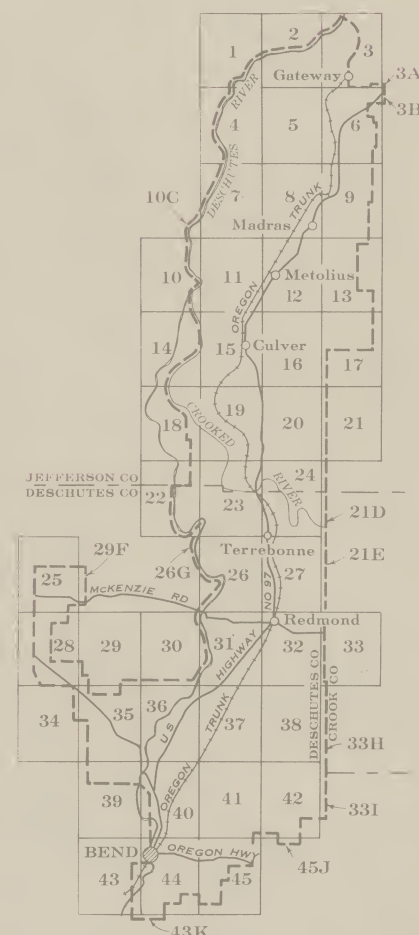 1
2
3
Gateway
3A
3B
RIVER
4
5
6
DESCHUTES
7
8
9
10C
TRUNK
Madras
10
11
Metolius
12
13
OREGON
14
15
Culver
16
17
18
19
CROOKED
20
21
JEFFERSON CO
DESCHUTES CO
22
23
24
RIVER
21D
Terrebonne
21E
29F
26G
26
27
NO 97
25
McKENZIE RD
Redmond
28
29
30
31
HIGHWAY
32
33
DESCHUTES CO
CROOK CO
34
35
36
U S
37
TRUNK
38
33H
OREGON
39
40
41
42
33I
BEND
OREGON HWY
45J
43
44
45
43K